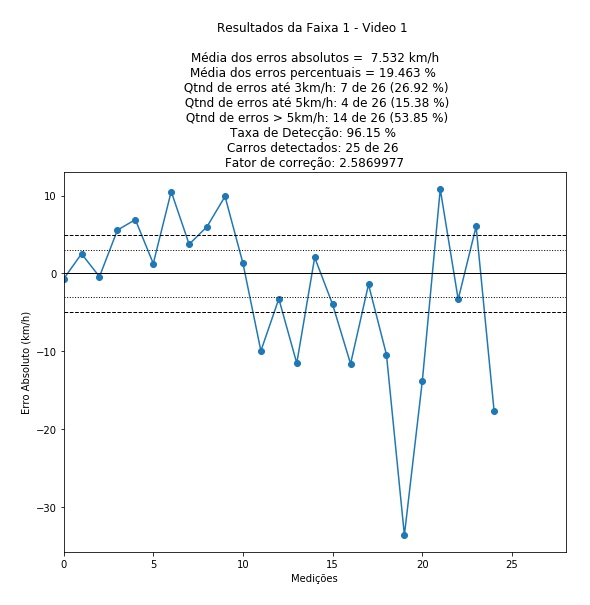 Resultados da Faixa 1 - Video 1
Média dos erros absolutos =  7.532 km/h
Média dos erros percentuais = 19.463 %
Qtnd de erros até 3km/h: 7 de 26 (26.92 %)
Qtnd de erros até 5km/h: 4 de 26 (15.38 %)
Qtnd de erros > 5km/h: 14 de 26 (53.85 %)
Taxa de Detecção: 96.15 %
Carros detectados: 25 de 26
Fator de correção: 2.5869977
10
0
−10
−20
−30
Erro Absoluto (km/h)
0 5 10 15 20 25
Medições